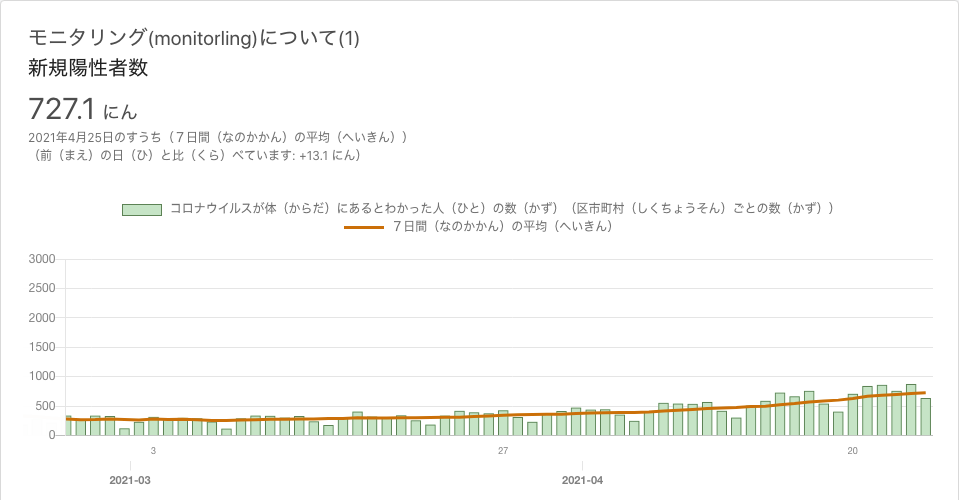 モニタリング(monitorling)について(1)
新規陽性者数
727.1 にん
2021年4月25日のすうち（７日間（なのかかん）の平均（へいきん））
（前（まえ）の日（ひ）と比（くら）べています: +13.1 にん）
コロナウイルスが体（からだ）にあるとわかった人（ひと）の数（かず）（区市町村（しくちょうそん）ごとの数（かず））
７日間（なのかかん）の平均（へいきん）
3000
2500
2000
1500
1000
500
0
3 27 20
2021-03 2021-04